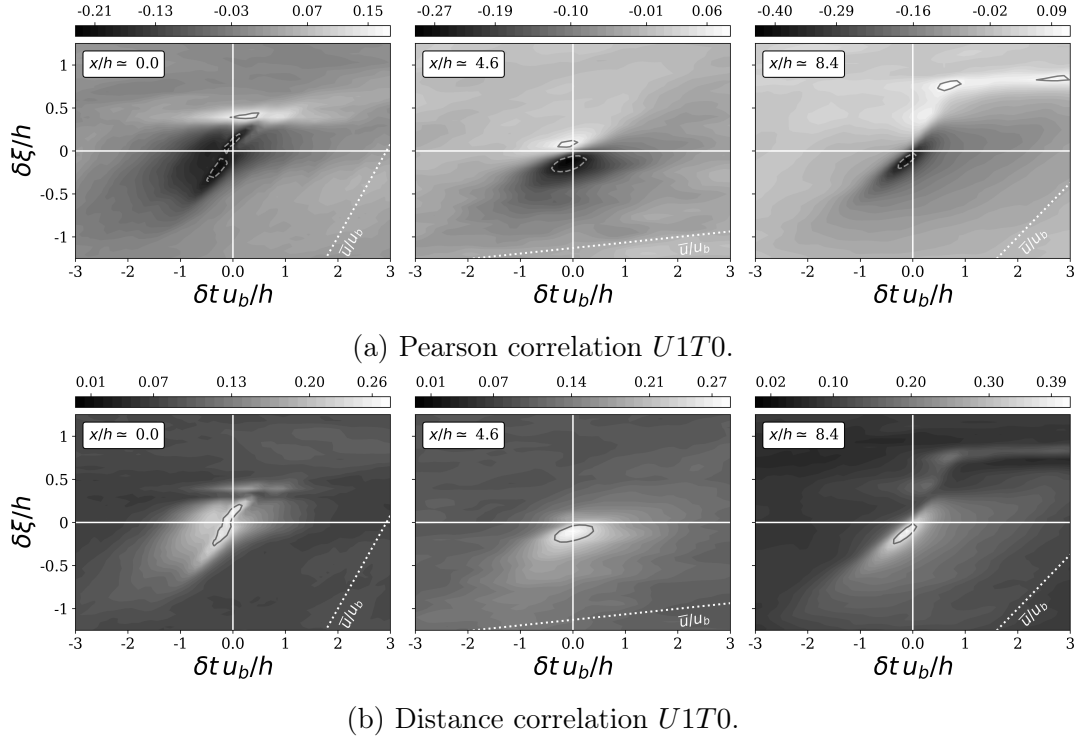 -0.21 -0.13 -0.03 0.07 0.15
-0.27 -0.19 -0.10 -0.01 0.06
-0.40 -0.29 -0.16 -0.02 0.09
x/h ≃ 0.0
x/h ≃ 4.6
x/h ≃ 8.4
1
0.5
0
-0.5
-1
δξ/h
u̅/u_b
u̅/u_b
u̅/u_b
-3 -2 -1 0.0 1 2 3
-3 -2 -1 0.0 1 2 3
-3 -2 -1 0.0 1 2 3
δt u_b/h
δt u_b/h
δt u_b/h
(a) Pearson correlation U1T0.
0.01 0.07 0.13 0.20 0.26
0.01 0.07 0.14 0.21 0.27
0.02 0.10 0.20 0.30 0.39
x/h ≃ 0.0
x/h ≃ 4.6
x/h ≃ 8.4
1
0.5
0
-0.5
-1
δξ/h
u̅/u_b
u̅/u_b
u̅/u_b
-3 -2 -1 0.0 1 2 3
-3 -2 -1 0.0 1 2 3
-3 -2 -1 0.0 1 2 3
δt u_b/h
δt u_b/h
δt u_b/h
(b) Distance correlation U1T0.